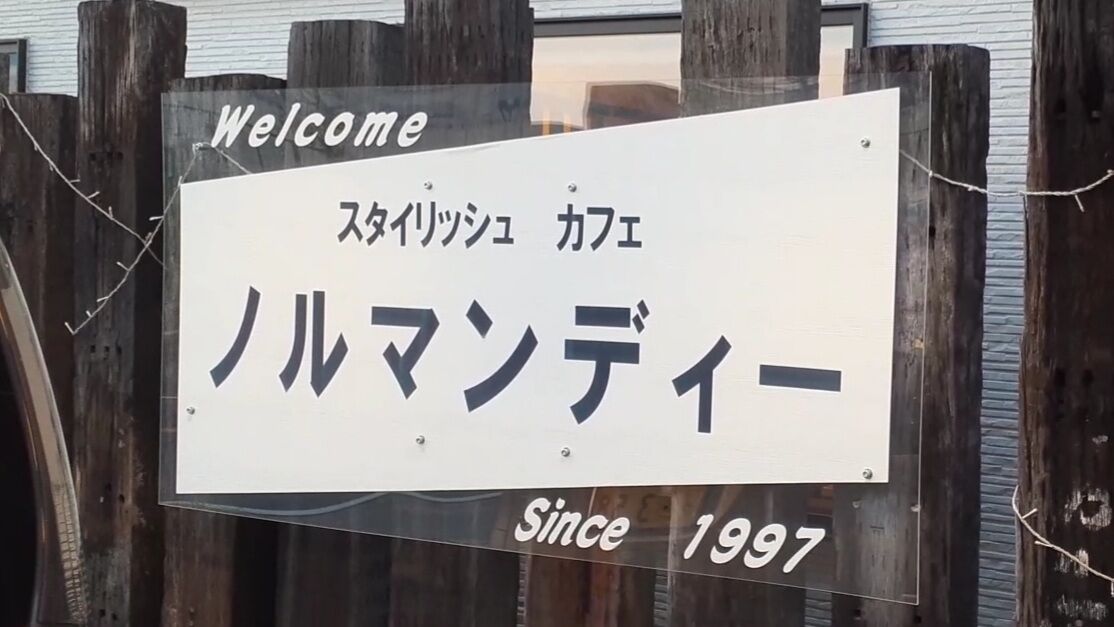 Welcome
スタイリッシュ　カフェ
ノルマンディー
Since 1997